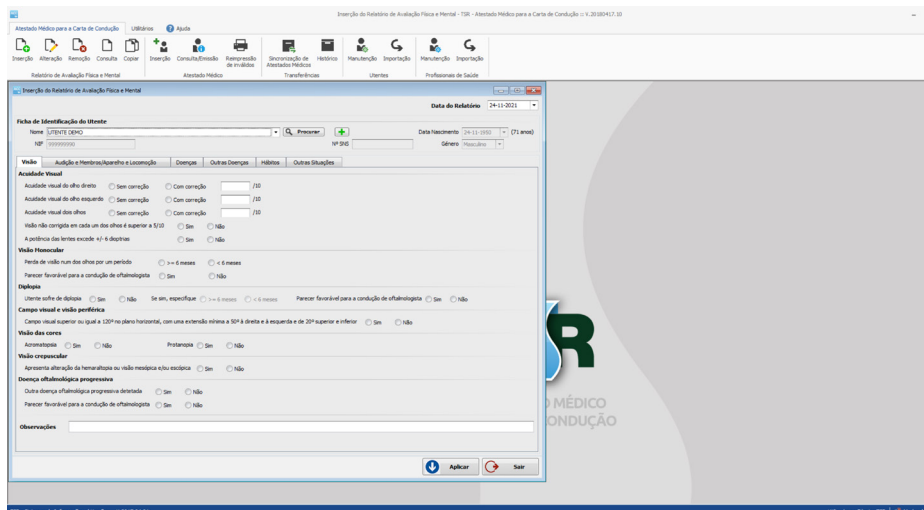 Inserção do Relatório de Avaliação Física e Mental - TSR - Atestado Médico para a Carta de Condução :: V.20180417.10
Atestado Médico para a Carta de Condução Utilitários Ajuda
Inserção Alteração Remoção Consulta Copiar Inserção Consulta/Emissão Reimpressão de inválidos Sincronização de Atestados Médicos Histórico Manutenção Importação Manutenção Importação
Relatório de Avaliação Física e Mental Atestado Médico Transferências Utentes Profissionais de Saúde
Inserção do Relatório de Avaliação Física e Mental
Data do Relatório 24-11-2021
Ficha de Identificação do Utente
Nome UTENTE DEMO Procurar Data Nascimento 24-11-1950 (71 anos)
NIF 999999990 Nº SNS Género Masculino
Visão Audição e Membros/Aparelho e Locomoção Doenças Outras Doenças Hábitos Outras Situações
Acuidade Visual
Acuidade visual do olho direito Sem correção Com correção /10
Acuidade visual do olho esquerdo Sem correção Com correção /10
Acuidade visual dois olhos Sem correção Com correção /10
Visão não corrigida em cada um dos olhos é superior a 5/10 Sim Não
A potência das lentes excede +/- 6 dioptrias Sim Não
Visão Monocular
Perda de visão num dos olhos por um período >= 6 meses < 6 meses
Parecer favorável para a condução de oftalmologista Sim Não
Diplopia
Utente sofre de diplopia Sim Não Se sim, especifique >= 6 meses < 6 meses Parecer favorável para a condução de oftalmologista Sim Não
Campo visual e visão periférica
Campo visual superior ou igual a 120º no plano horizontal, com uma extensão mínima a 50º à direita e à esquerda e de 20º superior e inferior Sim Não
Visão das cores
Acromatopsia Sim Não Protanopia Sim Não
Visão crepuscular
Apresenta alteração da hemeraltopia ou visão mesópica e/ou escópica Sim Não
Doença oftalmológica progressiva
Outra doença oftalmológica progressiva detetada Sim Não
Parecer favorável para a condução de oftalmologista Sim Não
Observações
Aplicar Sair
R
O MÉDICO
ONDUÇÃO